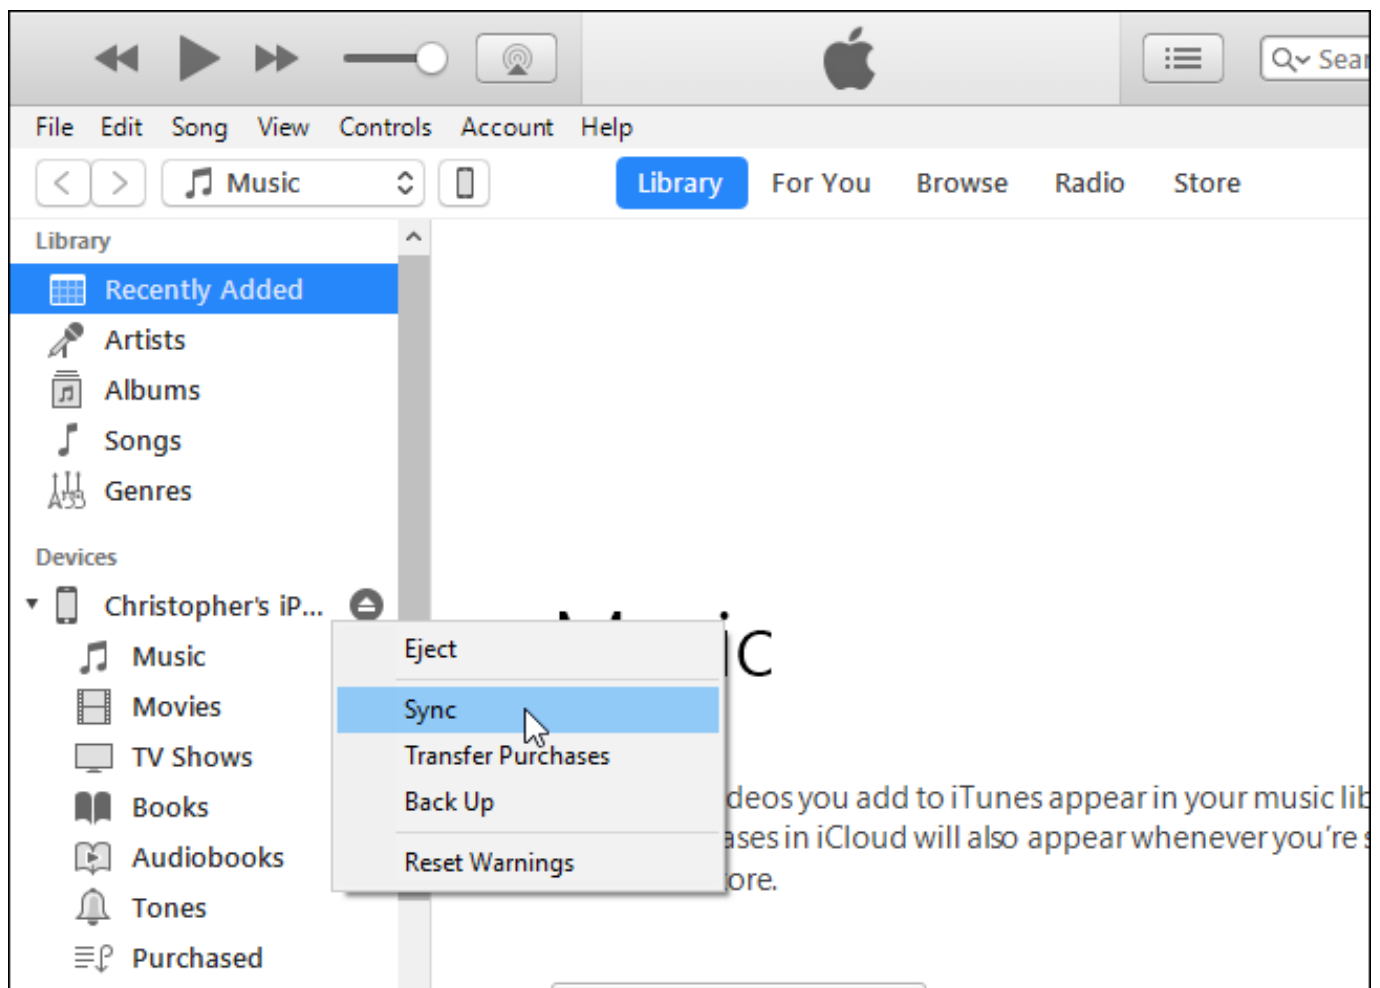 Sear
File Edit Song View Controls Account Help
Music Library For You Browse Radio Store
Library
Recently Added
Artists
Albums
Songs
Genres
Devices
Christopher's iP...
Music
Movies
TV Shows
Books
Audiobooks
Tones
Purchased
Eject
Sync
Transfer Purchases
Back Up
Reset Warnings
deos you add to iTunes appear in your music lib
ases in iCloud will also appear whenever you're s
ore.